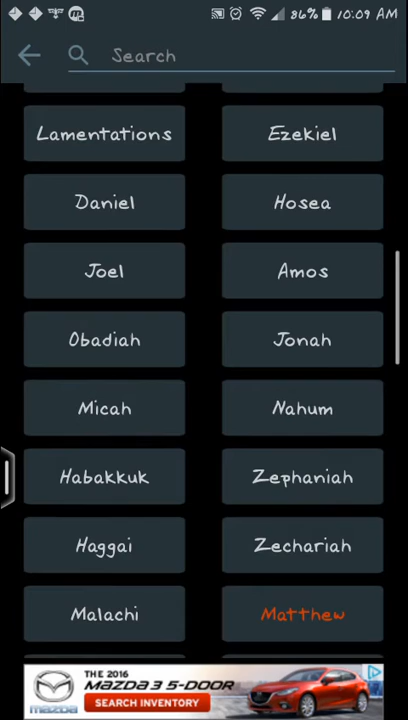 86% 10:09 AM
Search
Lamentations Ezekiel
Daniel Hosea
Joel Amos
Obadiah Jonah
Micah Nahum
Habakkuk Zephaniah
Haggai Zechariah
Malachi Matthew
THE 2016
mazda3 5-DOOR
SEARCH INVENTORY
mazda